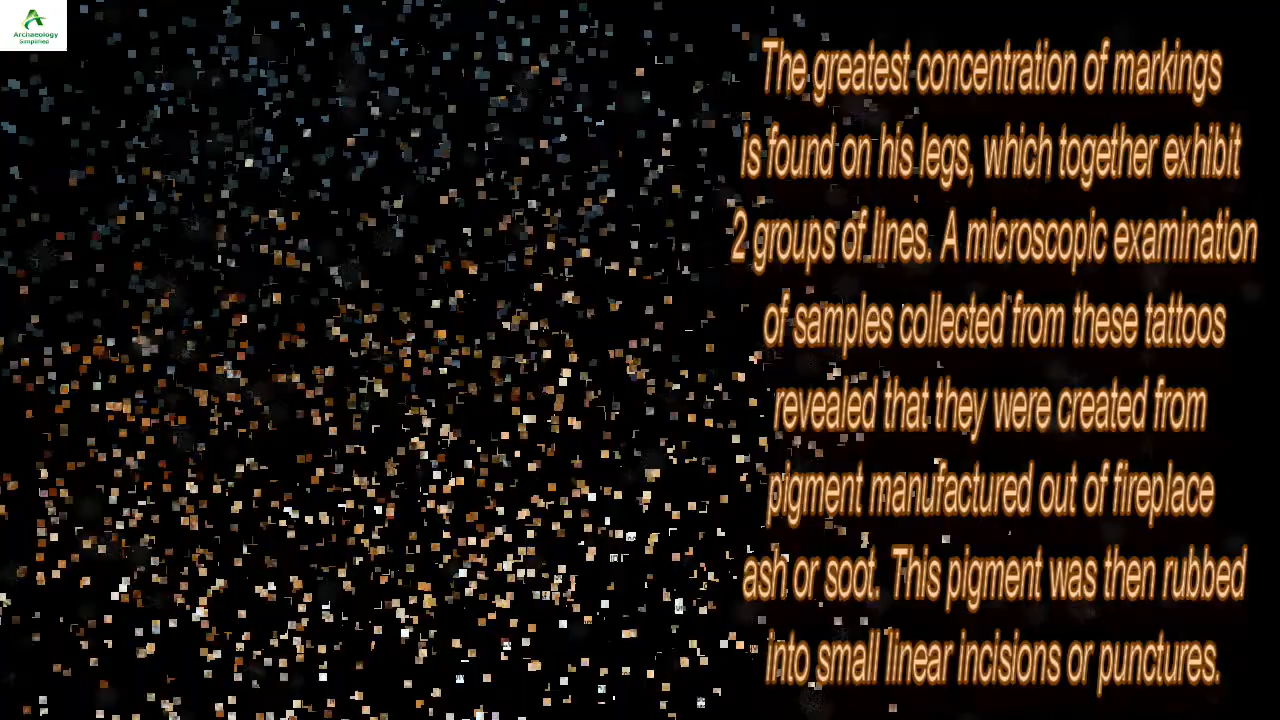 Archaeology
Simplified
The greatest concentration of markings
is found on his legs, which together exhibit
2 groups of lines. A microscopic examination
of samples collected from these tattoos
revealed that they were created from
pigment manufactured out of fireplace
ash or soot. This pigment was then rubbed
into small linear incisions or punctures.